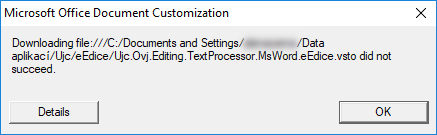 Microsoft Office Document Customization
Downloading file:///C:/Documents and Settings/ /Data
aplikací/Ujc/eEdice/Ujc.Ovj.Editing.TextProcessor.MsWord.eEdice.vsto did not
succeed.
Details
OK